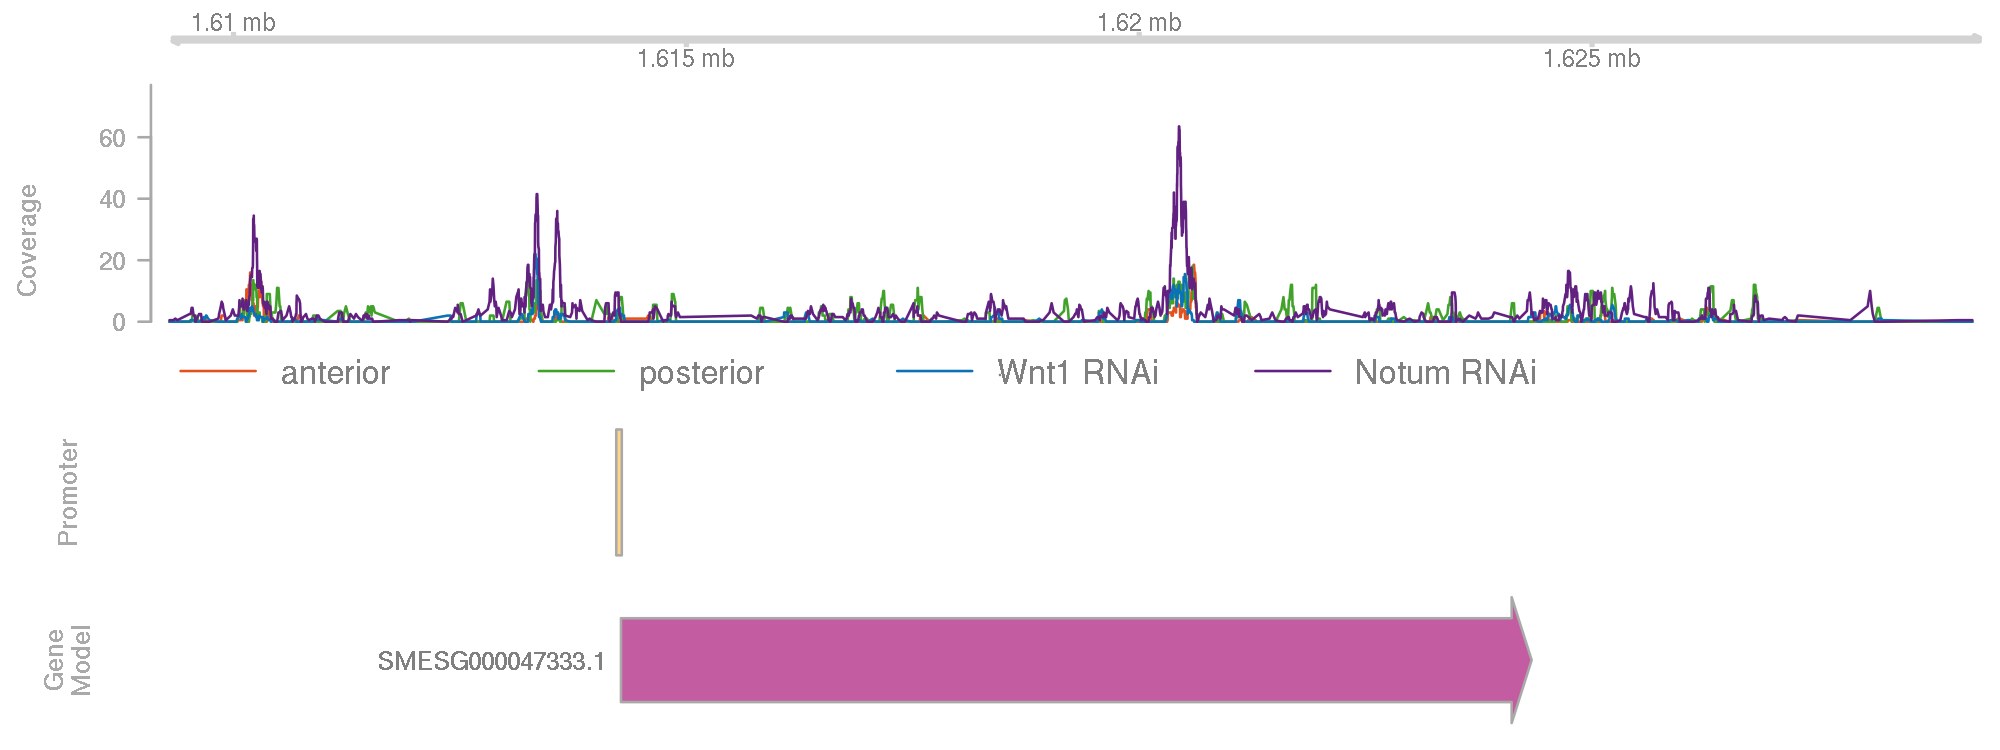 1.61 mb
1.62 mb
1.615 mb
1.625 mb
Coverage
60
40
20
0
anterior
posterior
Wnt1 RNAi
Notum RNAi
Promoter
0
Gene
Model
SMESG000047333.1